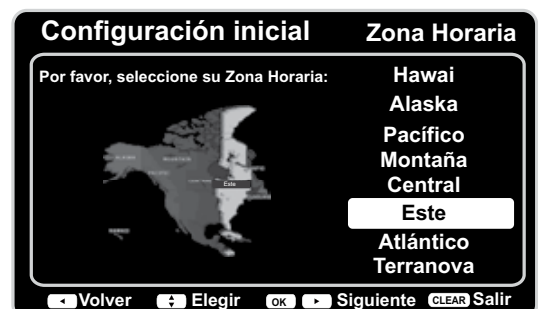 Configuración inicial Zona Horaria
Por favor, seleccione su Zona Horaria:
Hawai
Alaska
Pacífico
Montaña
Central
Este
Atlántico
Terranova
Este
Volver Elegir OK Siguiente CLEAR Salir